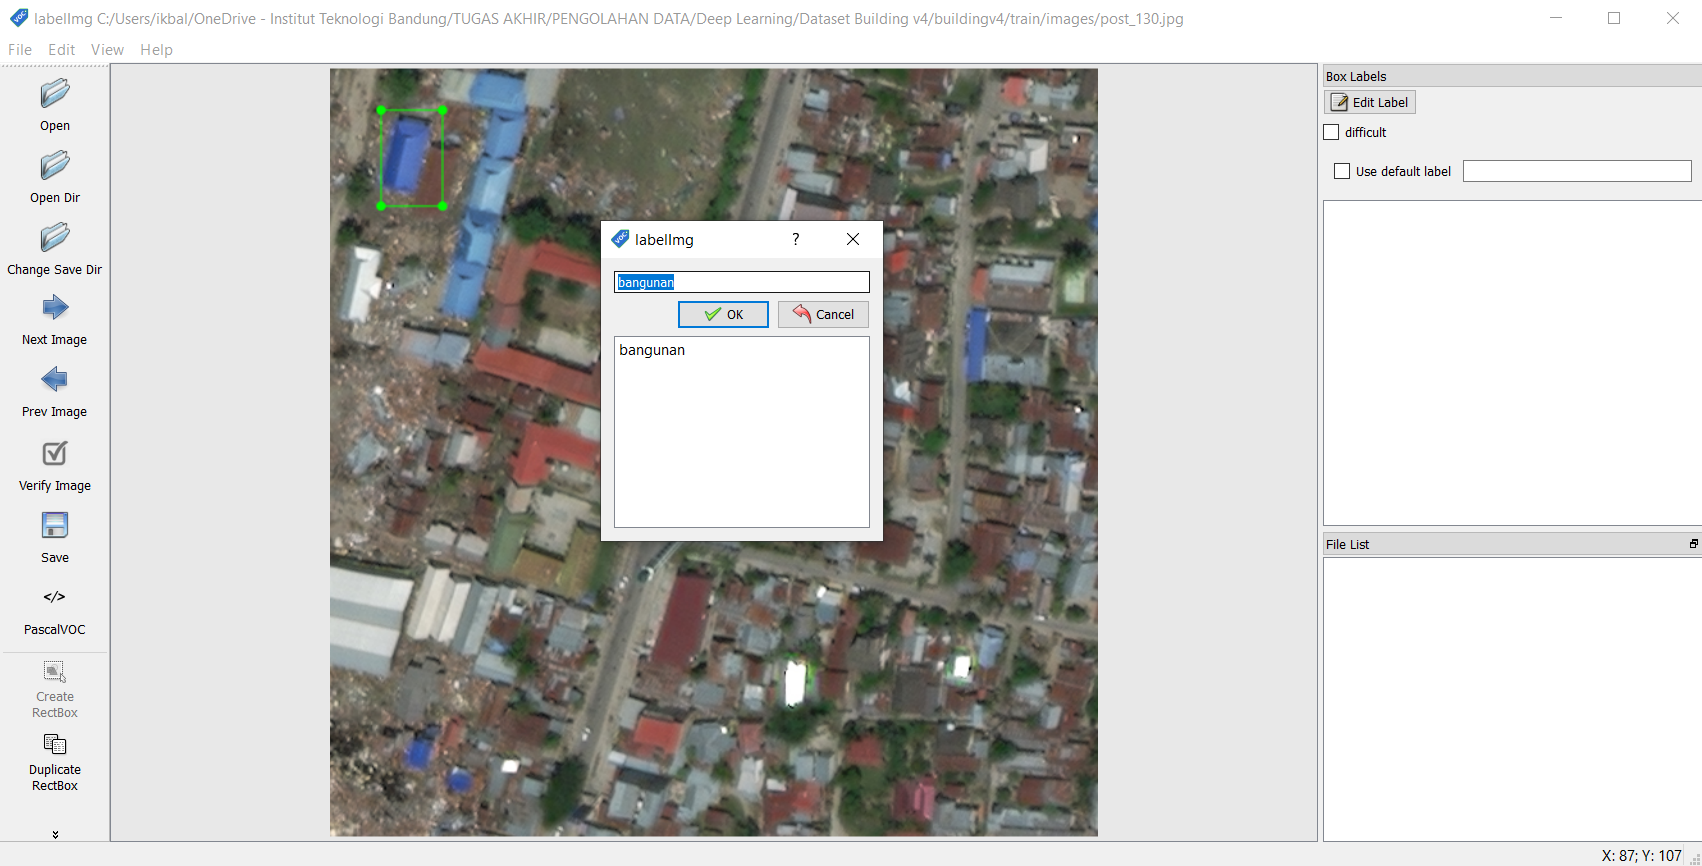 labelImg C:/Users/ikbal/OneDrive - Institut Teknologi Bandung/TUGAS AKHIR/PENGOLAHAN DATA/Deep Learning/Dataset Building v4/buildingv4/train/images/post_130.jpg
File Edit View Help
Open
Open Dir
Change Save Dir
Next Image
Prev Image
Verify Image
Save
</>
PascalVOC
Create
RectBox
Duplicate
RectBox
VOC labelImg ?
bangunan
OK Cancel
bangunan
Box Labels
Edit Label
difficult
Use default label
File List
X: 87; Y: 107